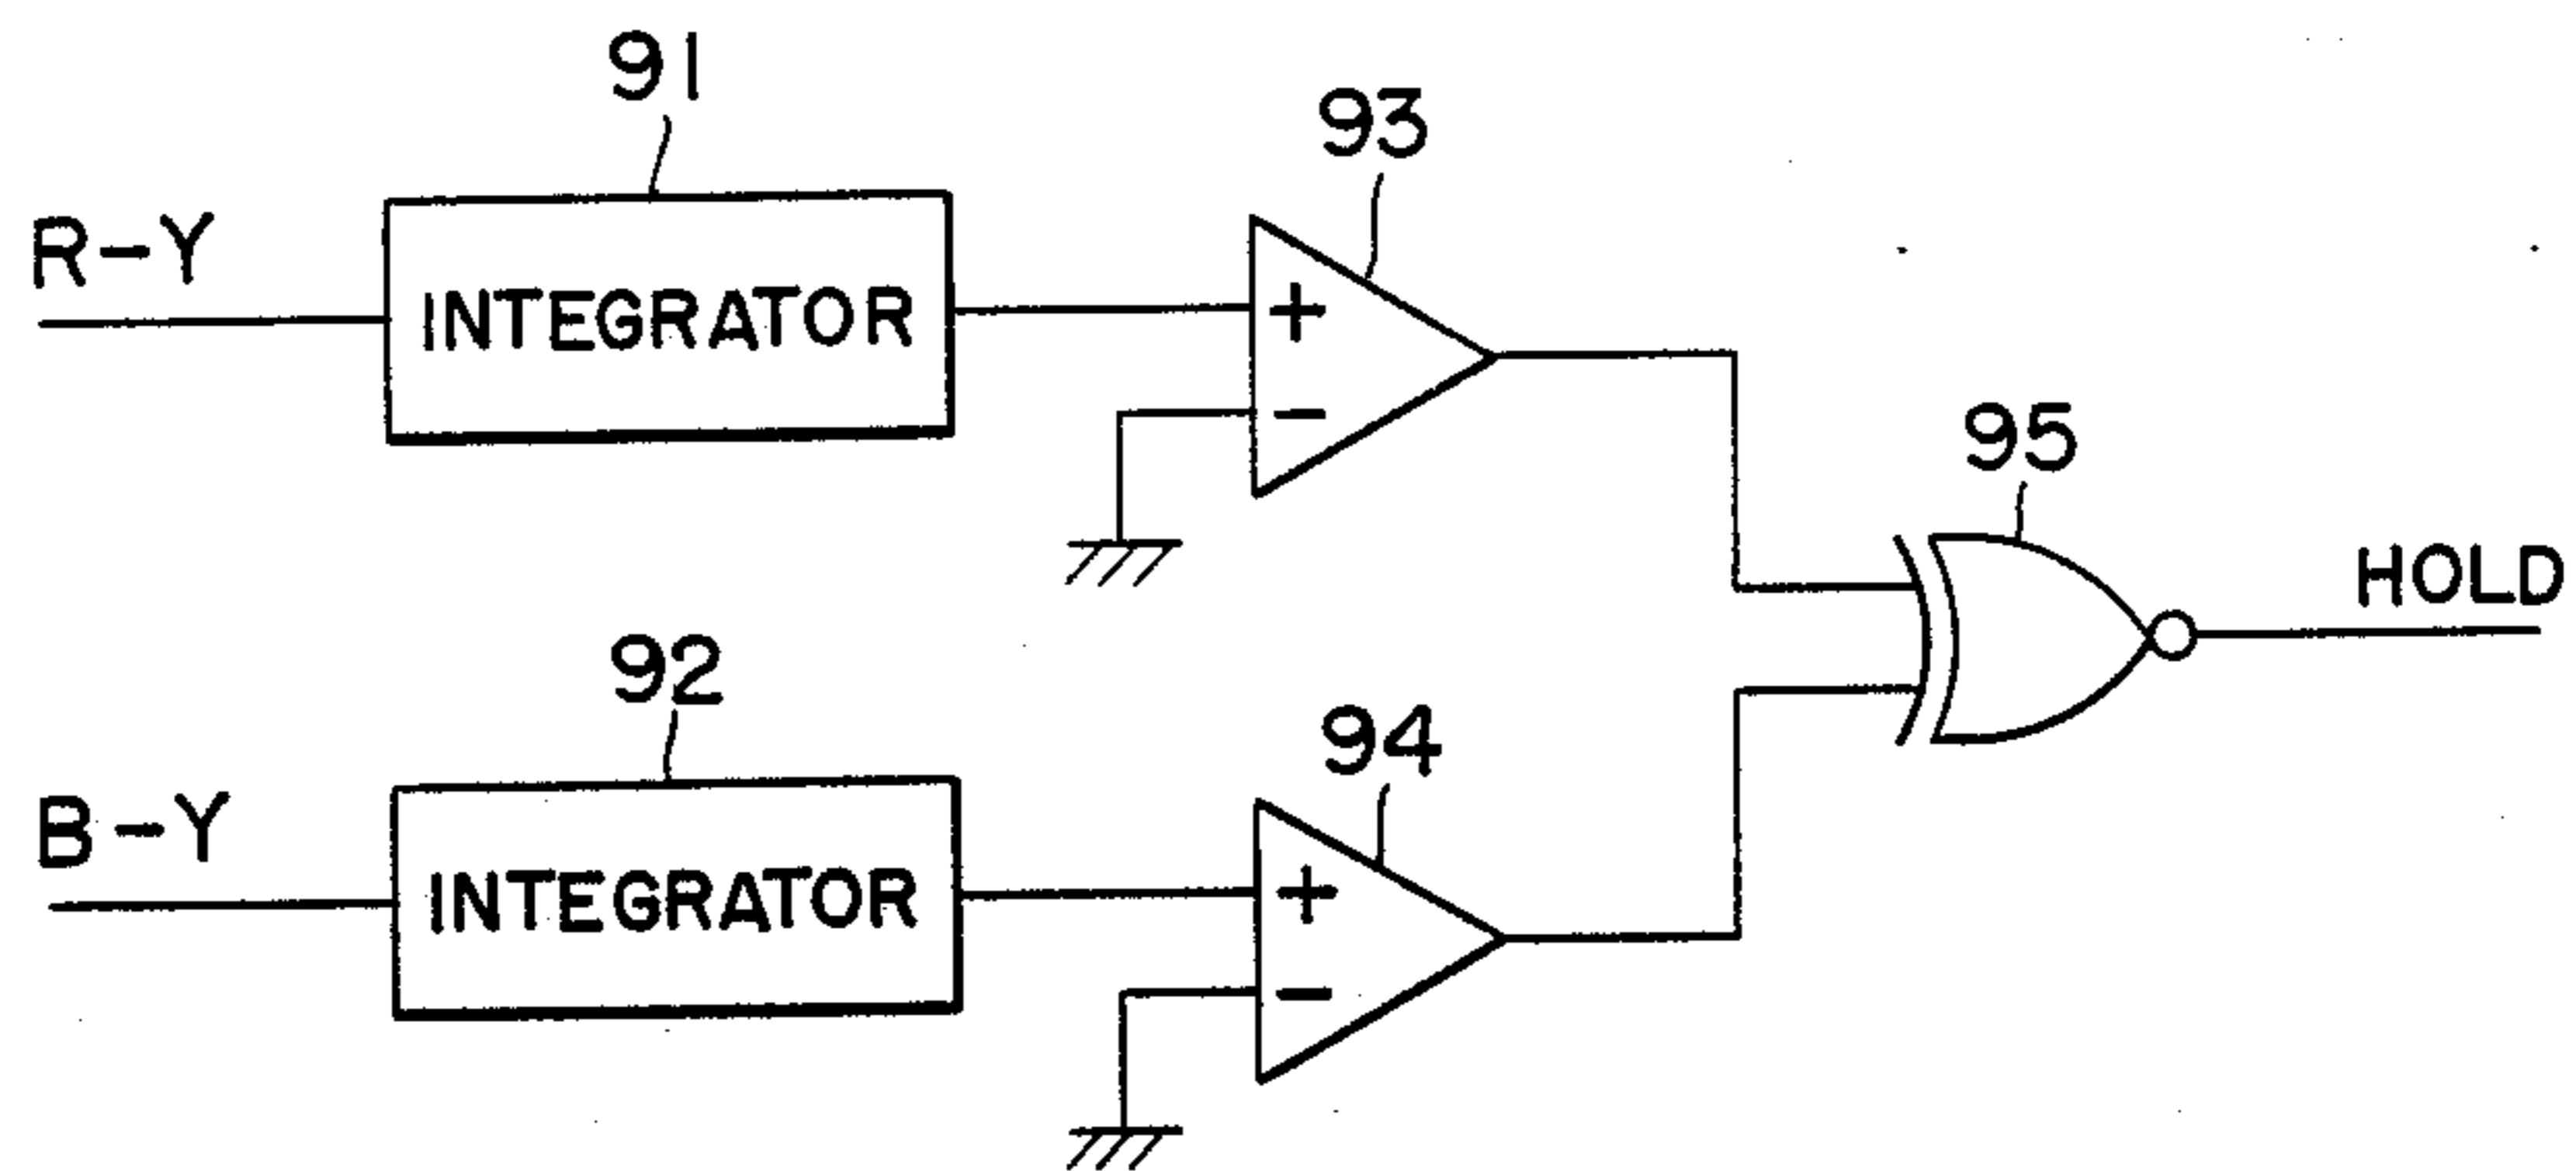 91
93
R-Y
INTEGRATOR
+
-
95
HOLD
92
94
B-Y
INTEGRATOR
+
-